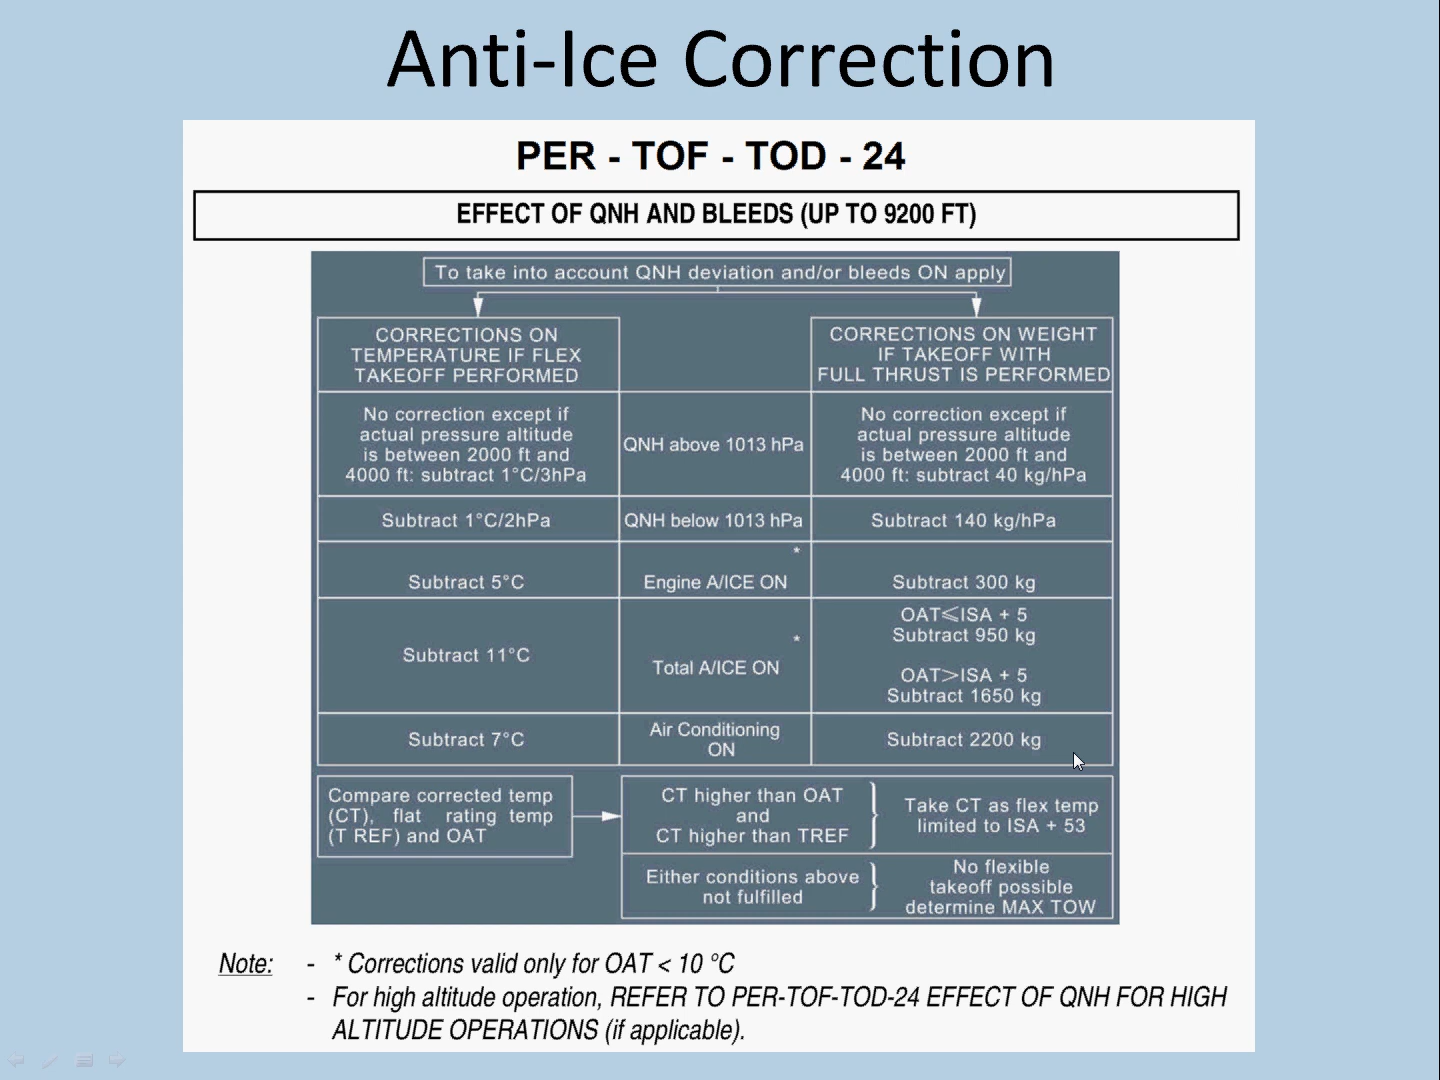 Anti-Ice Correction
PER - TOF - TOD - 24
EFFECT OF QNH AND BLEEDS (UP TO 9200 FT)
To take into account QNH deviation and/or bleeds ON apply
CORRECTIONS ON
TEMPERATURE IF FLEX
TAKEOFF PERFORMED
CORRECTIONS ON WEIGHT
IF TAKEOFF WITH
FULL THRUST IS PERFORMED
No correction except if
actual pressure altitude
is between 2000 ft and
4000 ft: subtract 1°C/3hPa
QNH above 1013 hPa
No correction except if
actual pressure altitude
is between 2000 ft and
4000 ft: subtract 40 kg/hPa
Subtract 1°C/2hPa
QNH below 1013 hPa
Subtract 140 kg/hPa
Subtract 5°C
*
Engine A/ICE ON
Subtract 300 kg
Subtract 11°C
*
Total A/ICE ON
OAT⩽ISA + 5
Subtract 950 kg
OAT>ISA + 5
Subtract 1650 kg
Subtract 7°C
Air Conditioning
ON
Subtract 2200 kg
Compare corrected temp
(CT), flat rating temp
(T REF) and OAT
CT higher than OAT
and
CT higher than TREF
Take CT as flex temp
limited to ISA + 53
Either conditions above
not fulfilled
No flexible
takeoff possible
determine MAX TOW
Note: - * Corrections valid only for OAT < 10 °C
- For high altitude operation, REFER TO PER-TOF-TOD-24 EFFECT OF QNH FOR HIGH
ALTITUDE OPERATIONS (if applicable).